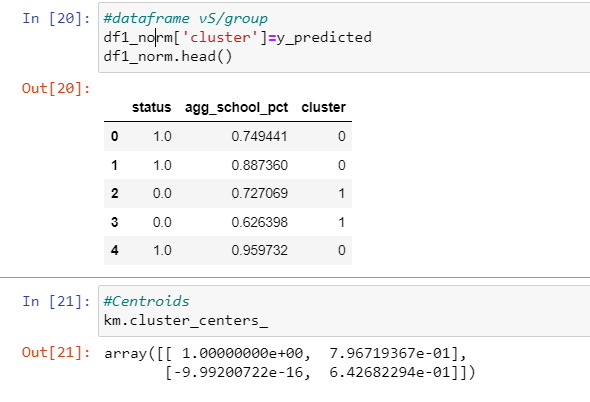 In [20]: #dataframe vS/group
df1_norm['cluster']=y_predicted
df1_norm.head()
Out[20]:
status agg_school_pct cluster
0 1.0 0.749441 0
1 1.0 0.887360 0
2 0.0 0.727069 1
3 0.0 0.626398 1
4 1.0 0.959732 0
In [21]: #Centroids
km.cluster_centers_
Out[21]: array([[ 1.00000000e+00, 7.96719367e-01],
[-9.99200722e-16, 6.42682294e-01]])